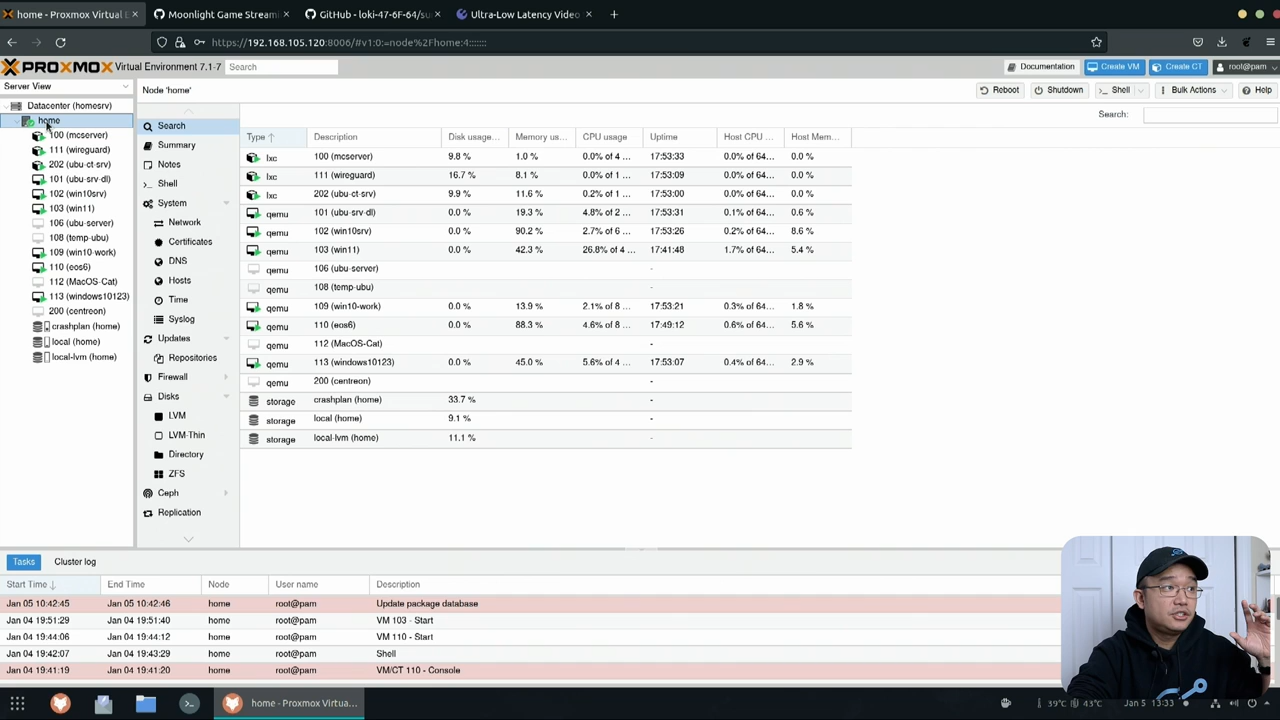 home - Proxmox Virtual E
Moonlight Game Streami
GitHub - loki-47-6F-64/su
Ultra-Low Latency Video
https://192.168.105.120:8006/#v1:0:=node%2Fhome:4:::::::
PROXMOX Virtual Environment 7.1-7
Search
Documentation
Create VM
Create CT
root@pam
Server View
Node 'home'
Reboot
Shutdown
Shell
Bulk Actions
Help
Datacenter (homesrv)
home
100 (mcserver)
111 (wireguard)
202 (ubu-ct-srv)
101 (ubu-srv-dl)
102 (win10srv)
103 (win11)
106 (ubu-server)
108 (temp-ubu)
109 (win10-work)
110 (eos6)
112 (MacOS-Cat)
113 (windows10123)
200 (centreon)
crashplan (home)
local (home)
local-lvm (home)
Search
Summary
Notes
Shell
System
Network
Certificates
DNS
Hosts
Time
Syslog
Updates
Repositories
Firewall
Disks
LVM
LVM-Thin
Directory
ZFS
Ceph
Replication
Search:
Type Description Disk usage... Memory us... CPU usage Uptime Host CPU ... Host Mem...
lxc 100 (mcserver) 9.8 % 1.0 % 0.0% of 4 ... 17:53:33 0.0% of 64... 0.0 %
lxc 111 (wireguard) 16.7 % 8.1 % 0.0% of 1 ... 17:53:09 0.0% of 64... 0.0 %
lxc 202 (ubu-ct-srv) 9.9 % 11.6 % 0.2% of 1 ... 17:53:00 0.0% of 64... 0.0 %
qemu 101 (ubu-srv-dl) 0.0 % 19.3 % 4.8% of 2 ... 17:53:31 0.1% of 64... 0.6 %
qemu 102 (win10srv) 0.0 % 90.2 % 2.7% of 6 ... 17:53:26 0.2% of 64... 8.6 %
qemu 103 (win11) 0.0 % 42.3 % 26.8% of 4 ... 17:41:48 1.7% of 64... 5.4 %
qemu 106 (ubu-server) -
qemu 108 (temp-ubu) -
qemu 109 (win10-work) 0.0 % 13.9 % 2.1% of 8 ... 17:53:21 0.3% of 64... 1.8 %
qemu 110 (eos6) 0.0 % 88.3 % 4.6% of 8 ... 17:49:12 0.6% of 64... 5.6 %
qemu 112 (MacOS-Cat) -
qemu 113 (windows10123) 0.0 % 45.0 % 5.6% of 4 ... 17:53:07 0.4% of 64... 2.9 %
qemu 200 (centreon) -
storage crashplan (home) 33.7 % -
storage local (home) 9.1 % -
storage local-lvm (home) 11.1 % -
Tasks
Cluster log
Start Time End Time Node User name Description
Jan 05 10:42:45 Jan 05 10:42:46 home root@pam Update package database
Jan 04 19:51:29 Jan 04 19:51:40 home root@pam VM 103 - Start
Jan 04 19:44:06 Jan 04 19:44:12 home root@pam VM 110 - Start
Jan 04 19:42:07 Jan 04 19:43:29 home root@pam Shell
Jan 04 19:41:19 Jan 04 19:41:20 home root@pam VM/CT 110 - Console
home - Proxmox Virtua...
39°C
43°C
Jan 5 13:33